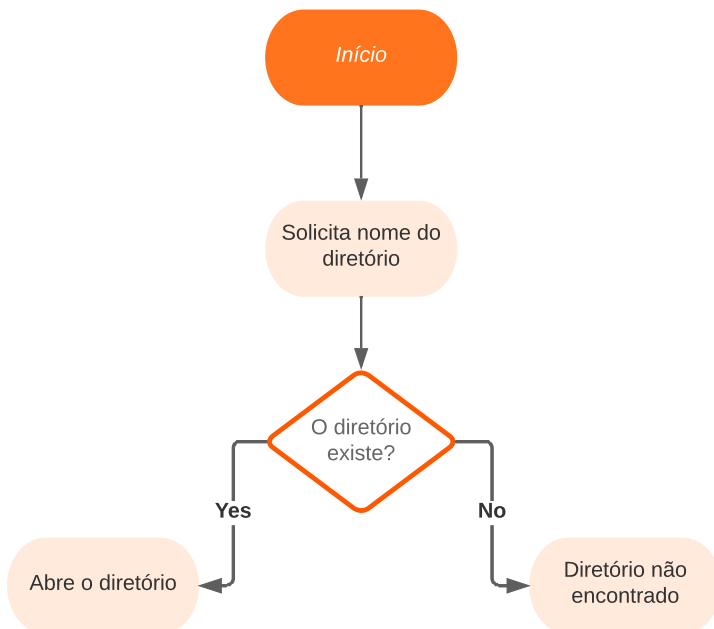 Início
Solicita nome do
diretório
O diretório
existe?
Yes
No
Abre o diretório
Diretório não
encontrado